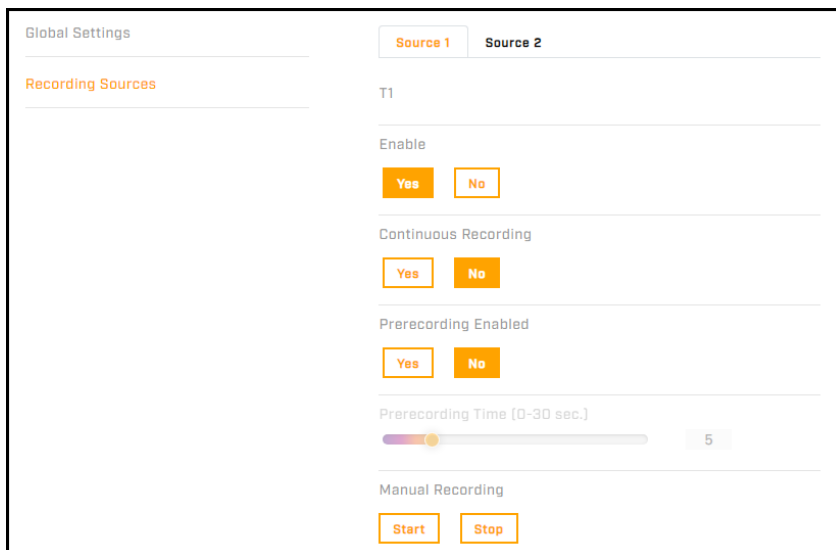 Global Settings
Recording Sources
Source 1 Source 2
T1
Enable
Yes No
Continuous Recording
Yes No
Prerecording Enabled
Yes No
Prerecording Time (0-30 sec.)
5
Manual Recording
Start Stop